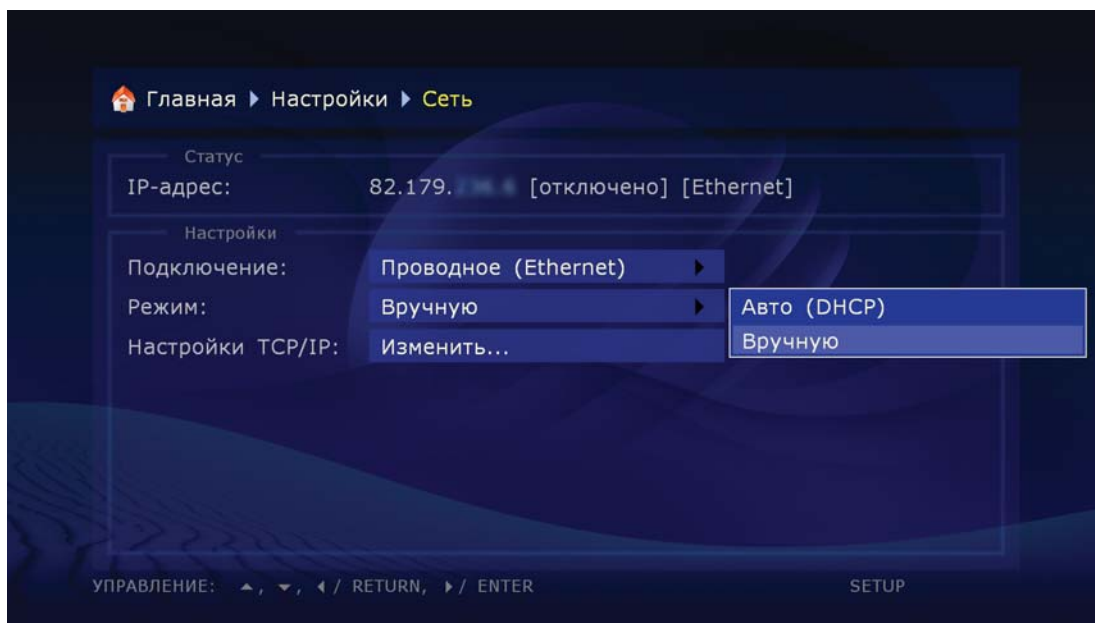 Главная Настройки Сеть
Статус
IP-адрес: 82.179. [отключено] [Ethernet]
Настройки
Подключение: Проводное (Ethernet)
Режим: Вручную
Авто (DHCP)
Вручную
Настройки TCP/IP: Изменить...
УПРАВЛЕНИЕ: ▲, ▼, ◀/ RETURN, ▶/ ENTER SETUP